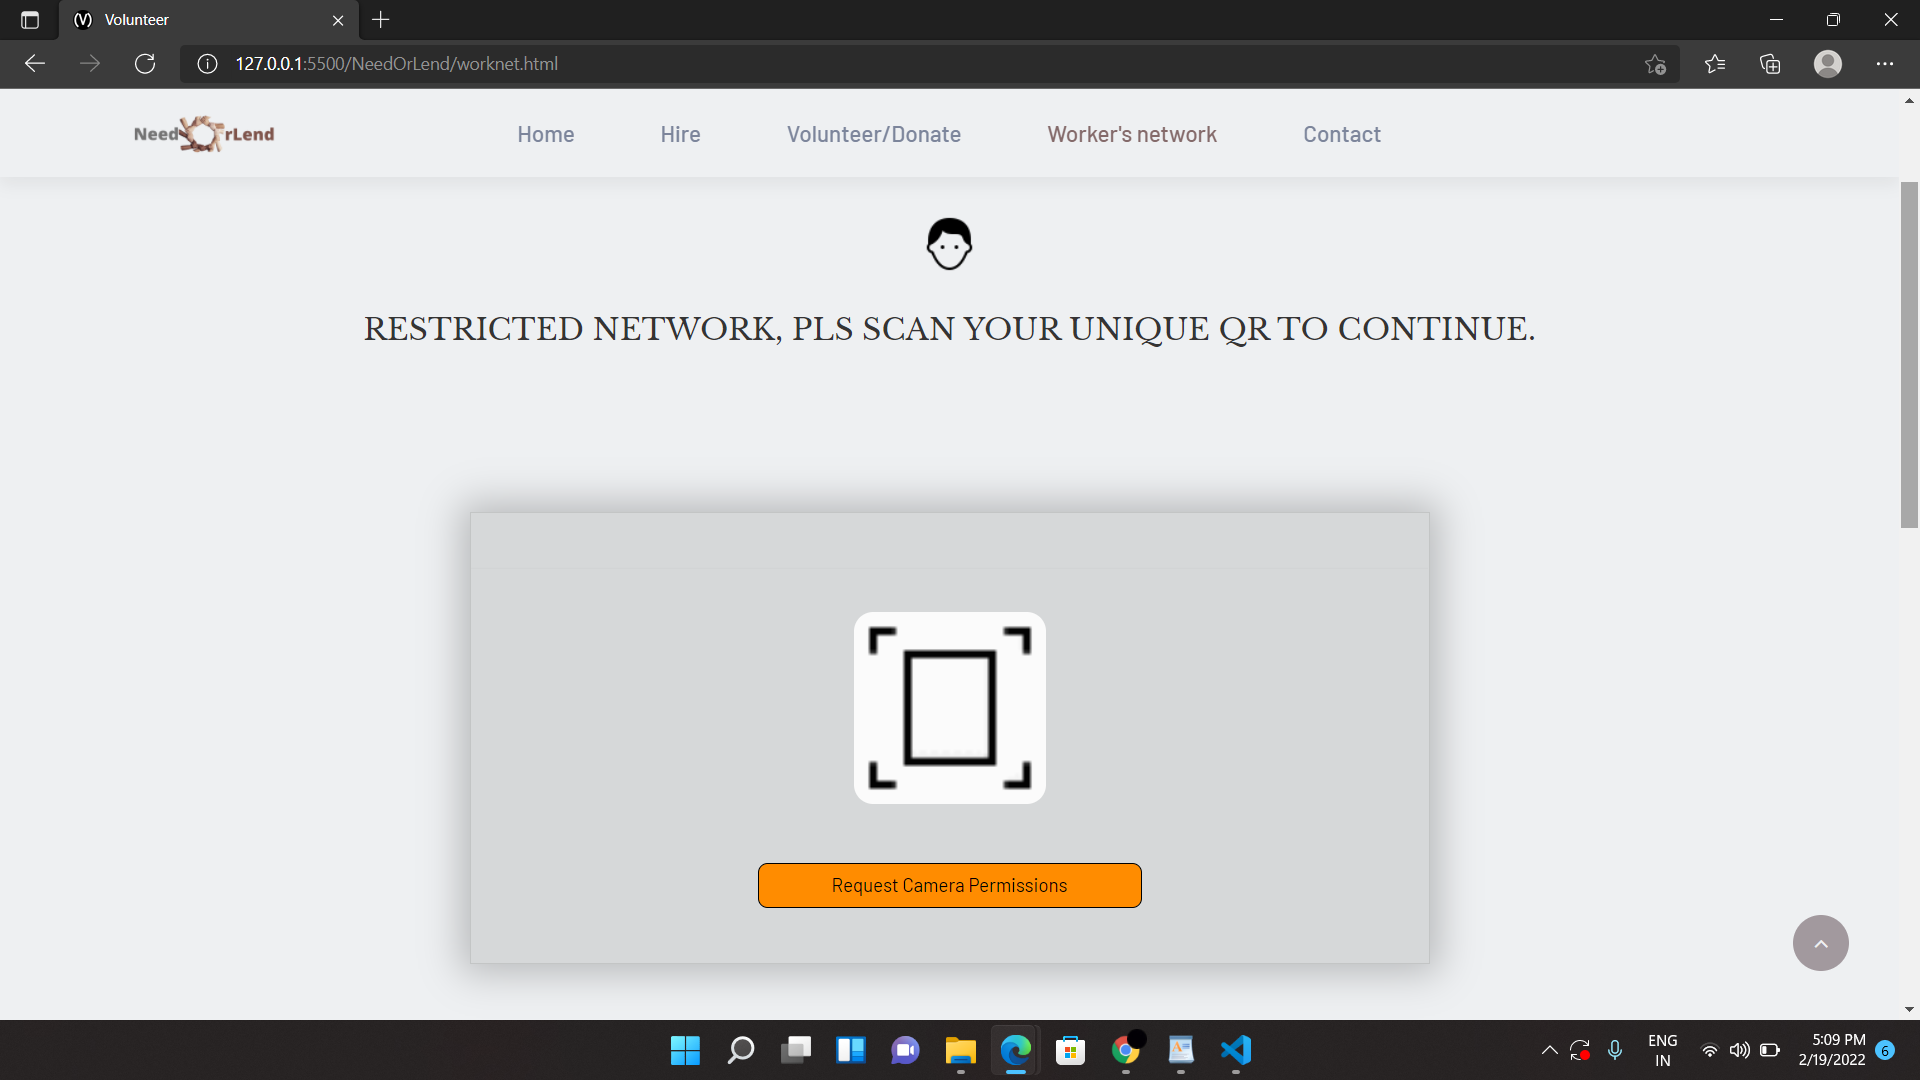 Volunteer
127.0.0.1:5500/NeedOrLend/worknet.html
NeedOrLend
Home
Hire
Volunteer/Donate
Worker's network
Contact
RESTRICTED NETWORK, PLS SCAN YOUR UNIQUE QR TO CONTINUE.
Request Camera Permissions
ENG
IN
5:09 PM
2/19/2022
6